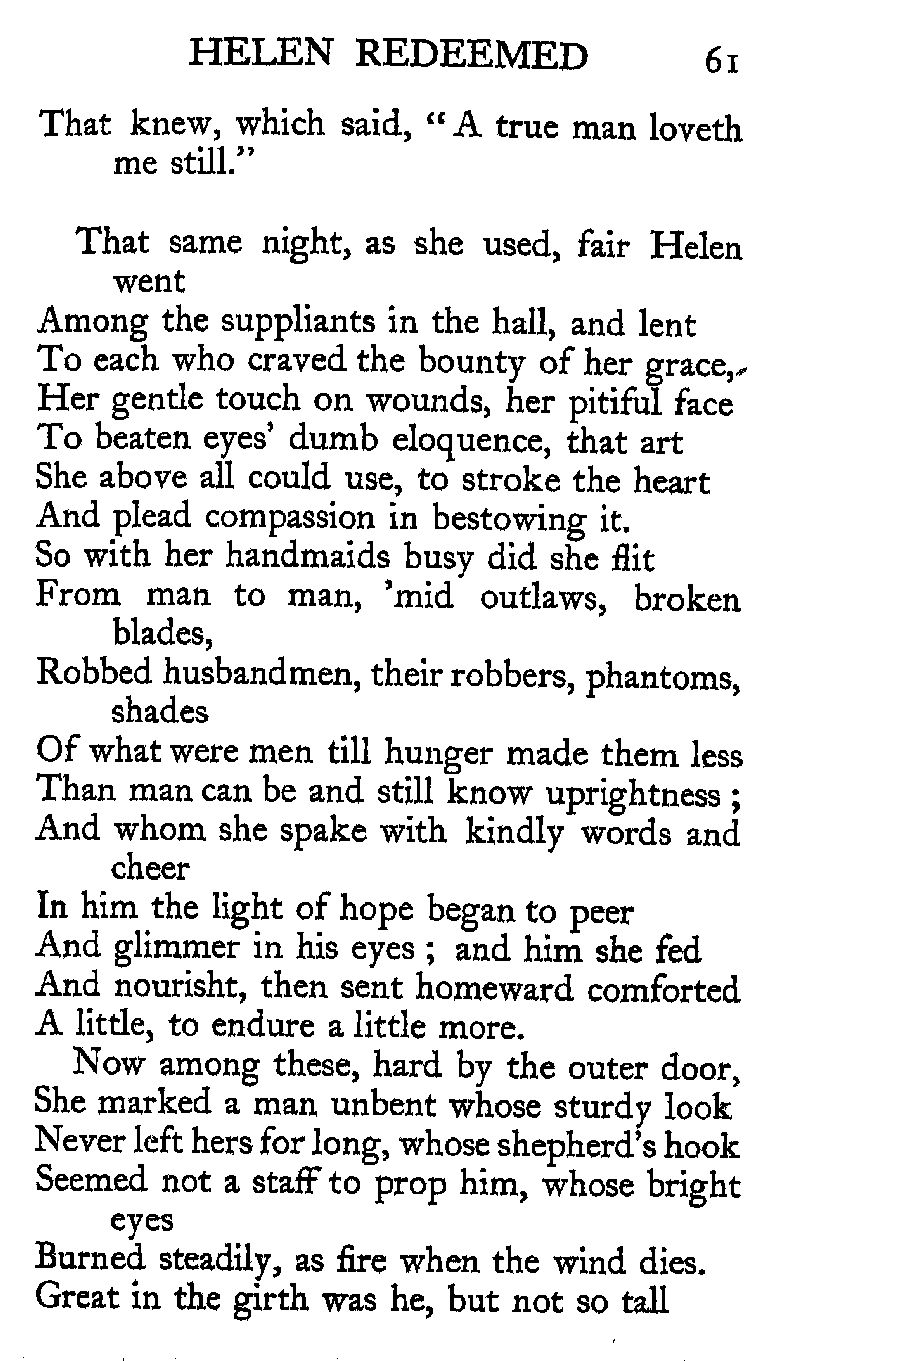 HELEN REDEEMED 61
That knew, which said, “ A true man loveth
me still.”
That same night, as she used, fair Helen
went
Among the suppliants in the hall, and lent
To each who craved the bounty of her grace,
Her gentle touch on wounds, her pitiful face
To beaten eyes’ dumb eloquence, that art
She above all could use, to stroke the heart
And plead compassion in bestowing it.
So with her handmaids busy did she flit
From man to man, ’mid outlaws, broken
blades,
Robbed husbandmen, their robbers, phantoms,
shades
Of what were men till hunger made them less
Than man can be and still know uprightness ;
And whom she spake with kindly words and
cheer
In him the light of hope began to peer
And glimmer in his eyes ; and him she fed
And nourisht, then sent homeward comforted
A little, to endure a little more.
Now among these, hard by the outer door,
She marked a man unbent whose sturdy look
Never left hers for long, whose shepherd’s hook
Seemed not a staff to prop him, whose bright
eyes
Burned steadily, as fire when the wind dies.
Great in the girth was he, but not so tall